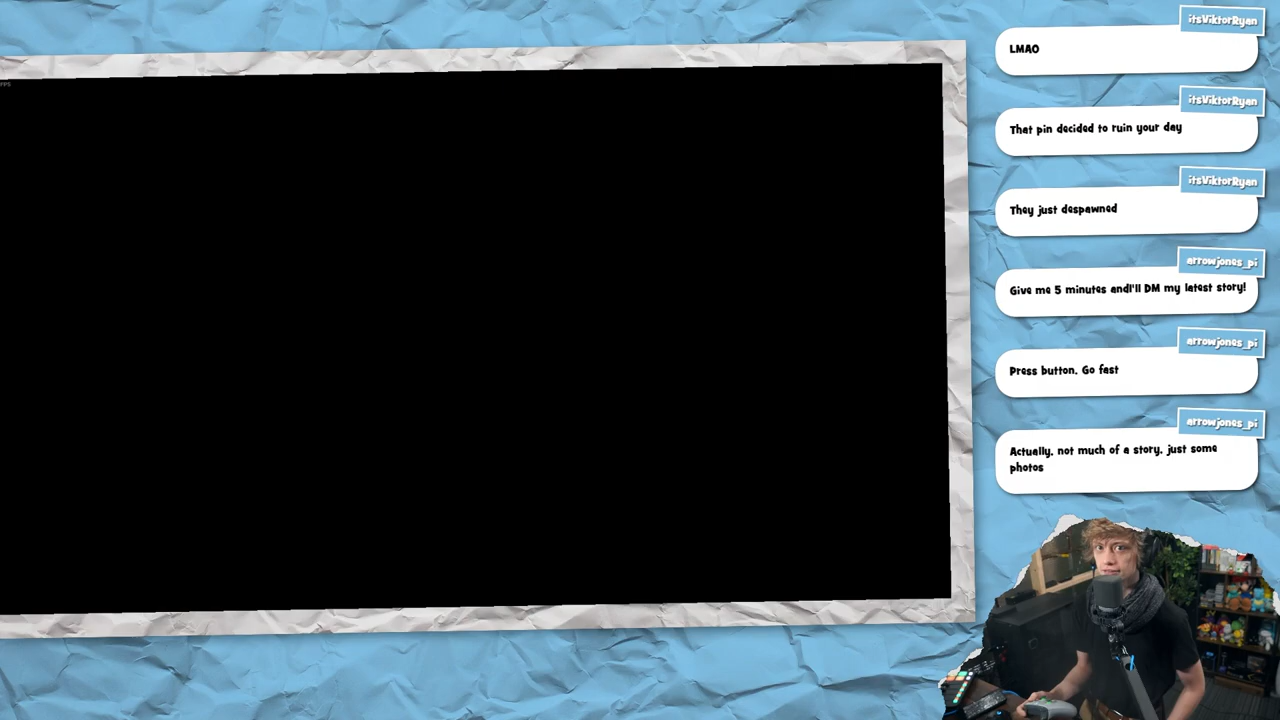 itsViktorRyan
LMAO
itsViktorRyan
That pin decided to ruin your day
itsViktorRyan
They just despawned
arrowjones_pi
Give me 5 minutes andI'll DM my latest story!
arrowjones_pi
Press button. Go fast
arrowjones_pi
Actually, not much of a story, just some
photos